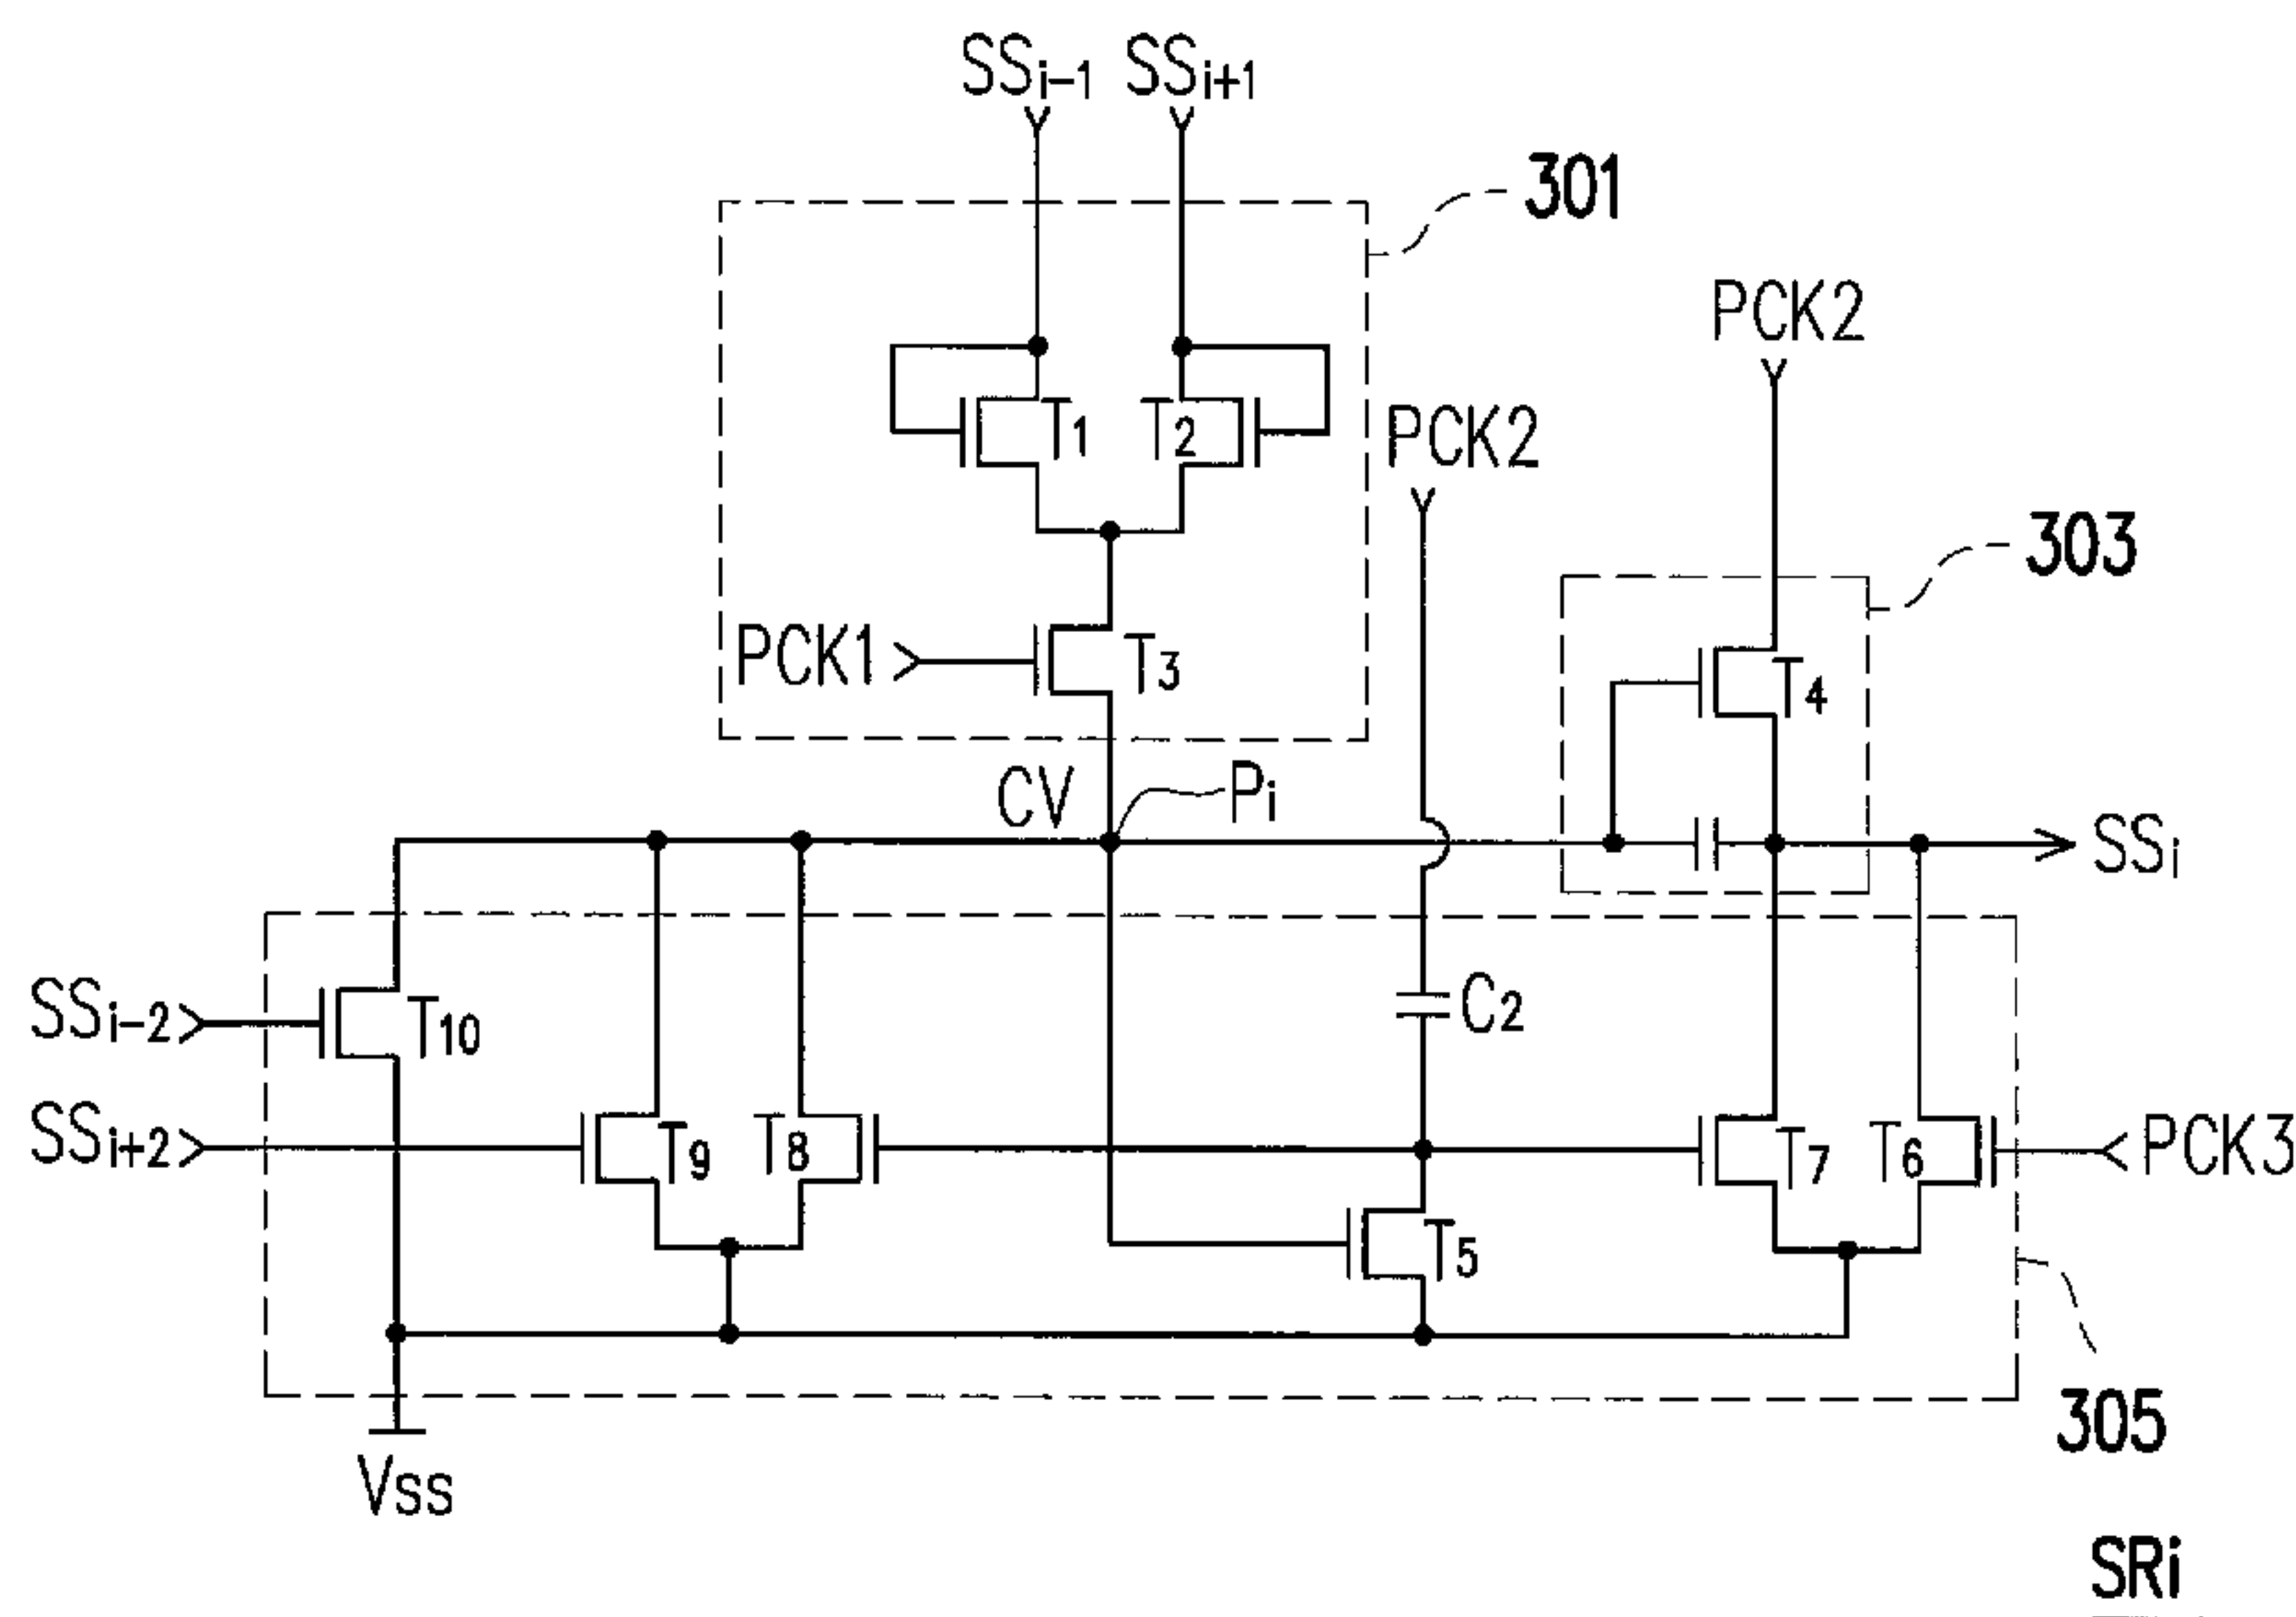 SSi-1 SSi+1
301
PCK2
T1 T2
PCK2
303
PCK1
T3
T4
CV
Pi
SSi
SSi-2
T10
C2
SSi+2
T9 T8
T7 T6
PCK3
T5
305
VSS
SRi